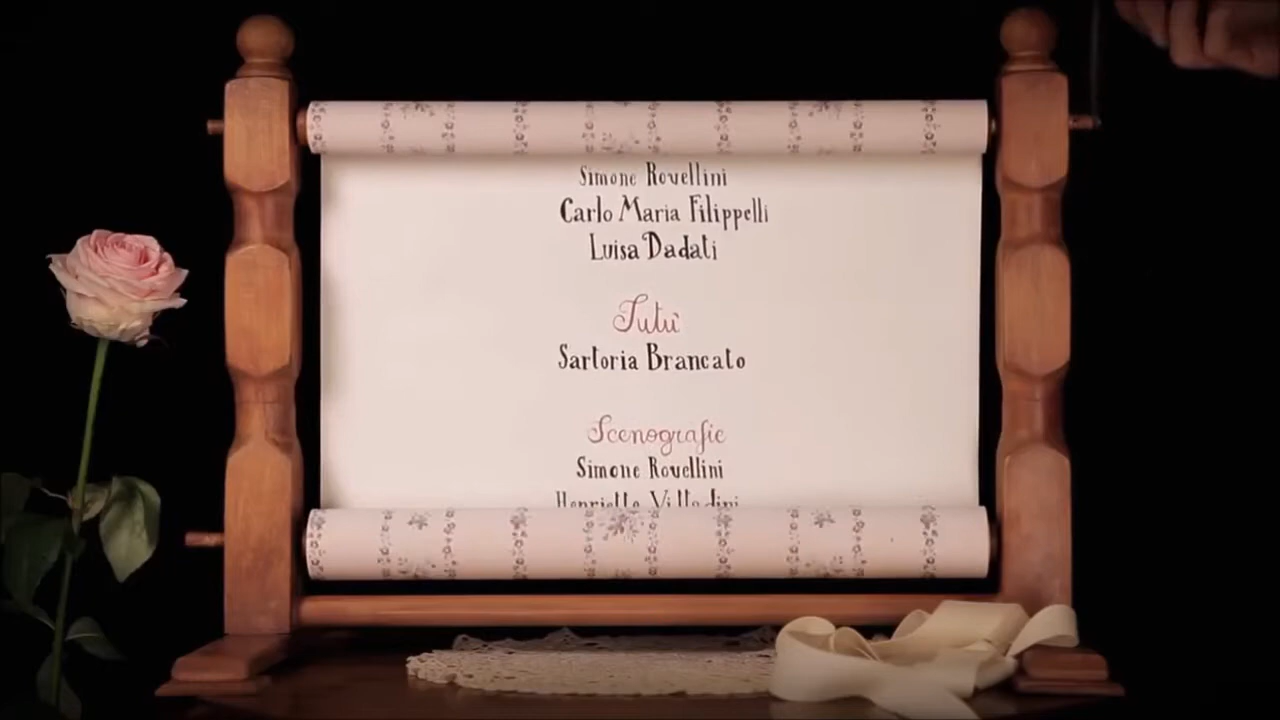 Simone Rovellini
Carlo Maria Filippelli
Luisa Dadati
Tutù
Sartoria Brancato
Scenografie
Simone Rovellini